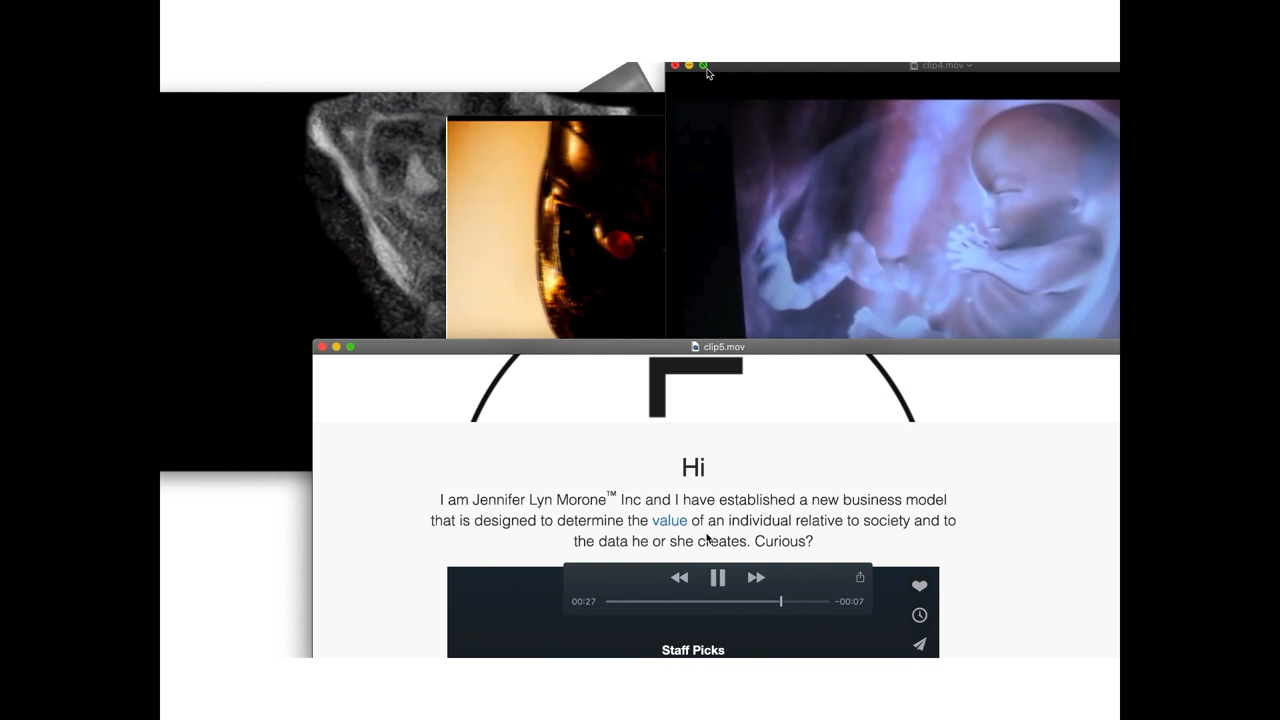 clip4.mov
clip5.mov
Hi
I am Jennifer Lyn Morone™ Inc and I have established a new business model
that is designed to determine the value of an individual relative to society and to
the data he or she creates. Curious?
00:27
-00:07
Staff Picks